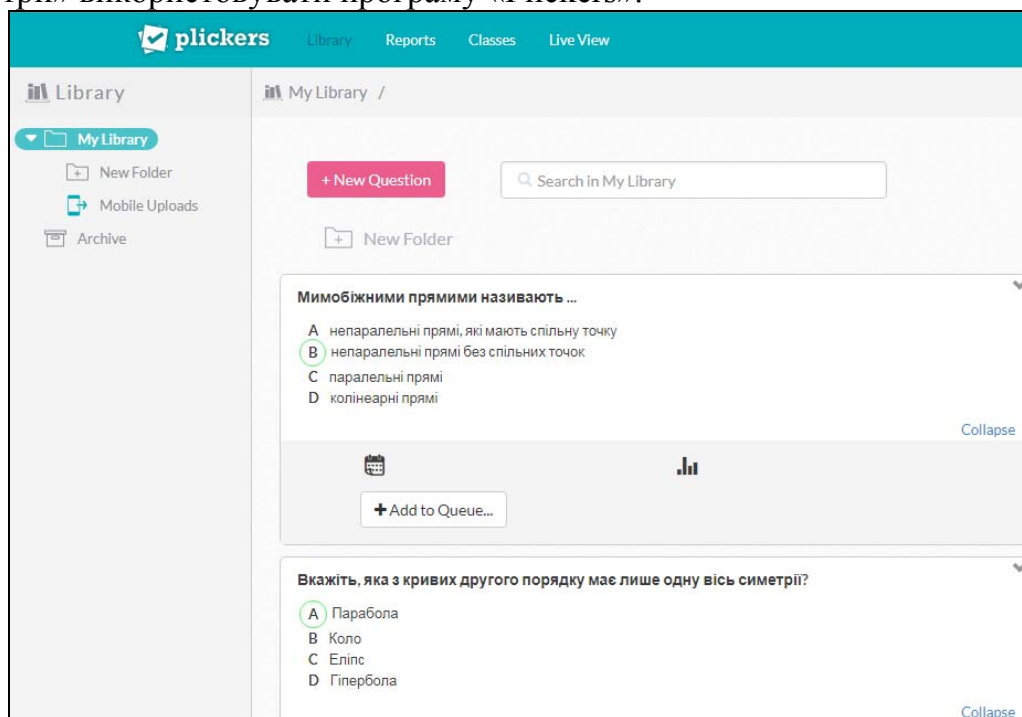 використовувати програму «Plickers».
plickers Library Reports Classes Live View
Library
My Library /
My Library
New Folder
Mobile Uploads
Archive
+ New Question
Search in My Library
New Folder
Мимобіжними прямими називають ...
A непаралельні прямі, які мають спільну точку
B непаралельні прямі без спільних точок
C паралельні прямі
D колінеарні прямі
Collapse
+ Add to Queue...
Вкажіть, яка з кривих другого порядку має лише одну вісь симетрії?
A Парабола
B Коло
C Еліпс
D Гіпербола
Collapse